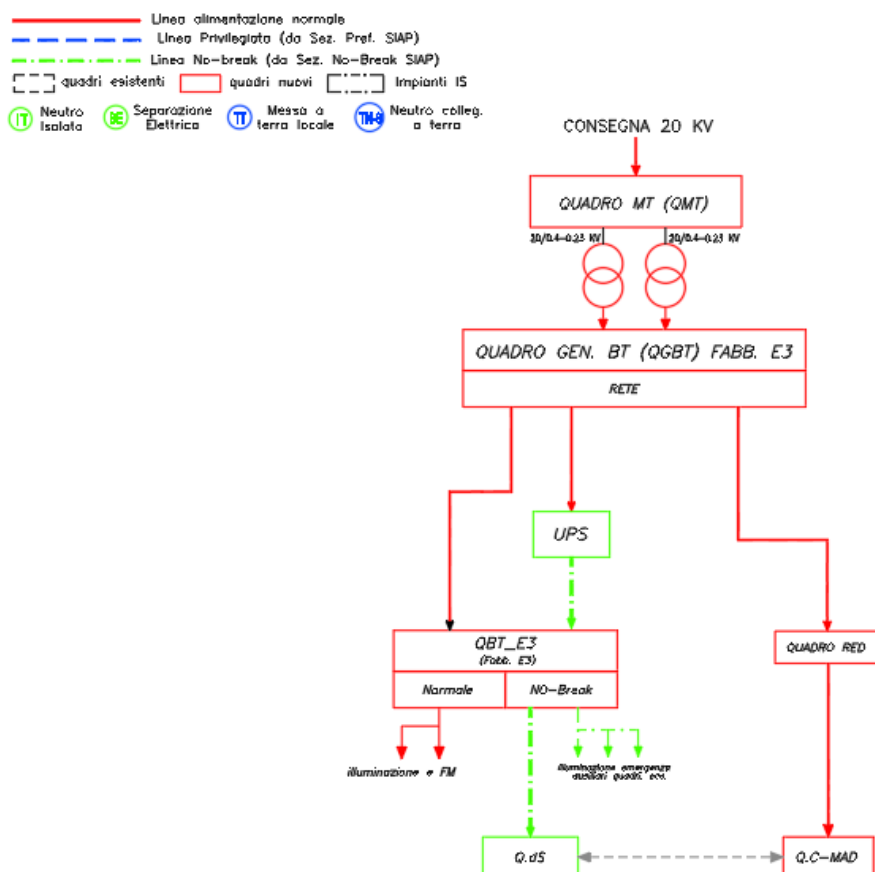 Linea alimentazione normale
Linea Privilegiata (da Sez. Pref. SIAP)
Linea No-break (da Sez. No-Break SIAP)
quadri esistenti quadri nuovi Impianti IS
IT Neutro Isolato SE Separazione Elettrica TT Messa a terra locale TN-S Neutro colleg. a terra
CONSEGNA 20 KV
QUADRO MT (QMT)
20/0.4-0.23 KV 20/0.4-0.23 KV
QUADRO GEN. BT (QGBT) FABB. E3
RETE
UPS
QBT_E3
(Fabb. E3)
QUADRO RED
Normale NO-Break
illuminazione e FM
illuminazione emergenza
ausiliari quadri, ecc.
Q.dS Q.C-MAD